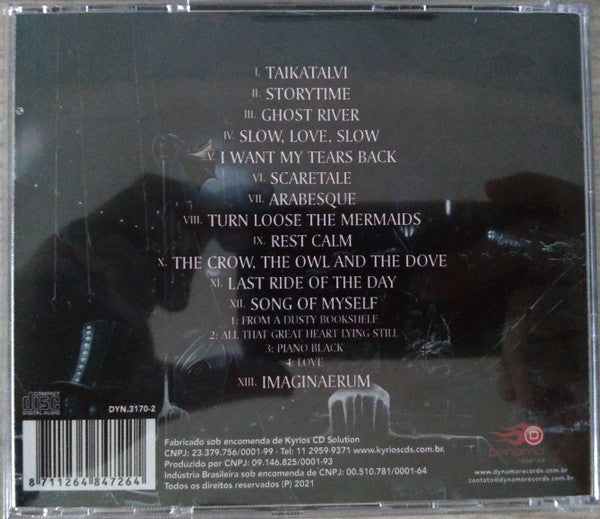 I. TAIKATALVI
II. STORYTIME
III. GHOST RIVER
IV. SLOW, LOVE, SLOW
V. I WANT MY TEARS BACK
VI. SCARETALE
VII. ARABESQUE
VIII. TURN LOOSE THE MERMAIDS
IX. REST CALM
X. THE CROW, THE OWL AND THE DOVE
XI. LAST RIDE OF THE DAY
XII. SONG OF MYSELF
1: FROM A DUSTY BOOKSHELF
2: ALL THAT GREAT HEART LYING STILL
3: PIANO BLACK
4: LOVE
XIII. IMAGINAERUM
COMPACT
disc
DIGITAL AUDIO
DYN.3170-2
8 711264 847264
Fabricado sob encomenda de Kyrios CD Solution
CNPJ: 23.379.756/0001-99 - Tel: 11 2959-9371 www.kyrioscds.com.br
Produzido por CNPJ: 09.146.825/0001-93
Indústria Brasileira sob encomenda de CNPJ: 00.510.781/0001-64
Todos os direitos reservados (P) 2021
D
DYNAMO
records
www.dynamorecords.com.br
contato@dynamorecords.com.br